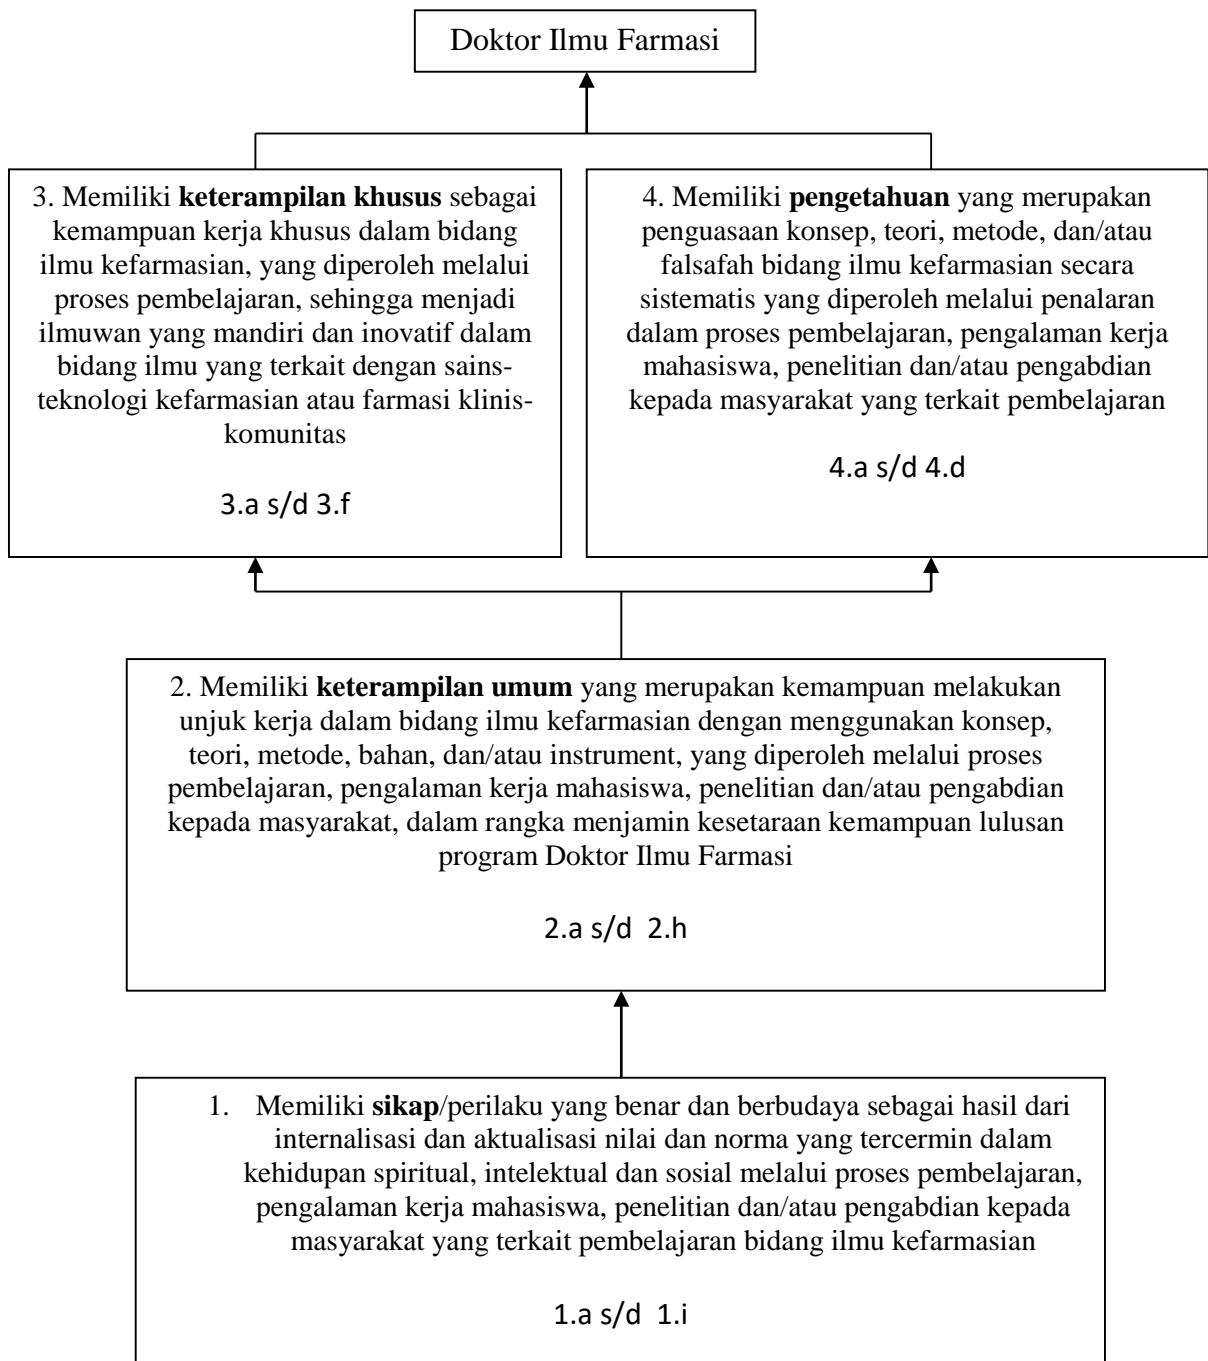 Doktor Ilmu Farmasi
3. Memiliki keterampilan khusus sebagai
kemampuan kerja khusus dalam bidang
ilmu kefarmasian, yang diperoleh melalui
proses pembelajaran, sehingga menjadi
ilmuwan yang mandiri dan inovatif dalam
bidang ilmu yang terkait dengan sains-
teknologi kefarmasian atau farmasi klinis-
komunitas
3.a s/d 3.f
4. Memiliki pengetahuan yang merupakan
penguasaan konsep, teori, metode, dan/atau
falsafah bidang ilmu kefarmasian secara
sistematis yang diperoleh melalui penalaran
dalam proses pembelajaran, pengalaman kerja
mahasiswa, penelitian dan/atau pengabdian
kepada masyarakat yang terkait pembelajaran
4.a s/d 4.d
2. Memiliki keterampilan umum yang merupakan kemampuan melakukan
unjuk kerja dalam bidang ilmu kefarmasian dengan menggunakan konsep,
teori, metode, bahan, dan/atau instrument, yang diperoleh melalui proses
pembelajaran, pengalaman kerja mahasiswa, penelitian dan/atau pengabdian
kepada masyarakat, dalam rangka menjamin kesetaraan kemampuan lulusan
program Doktor Ilmu Farmasi
2.a s/d 2.h
1. Memiliki sikap/perilaku yang benar dan berbudaya sebagai hasil dari
internalisasi dan aktualisasi nilai dan norma yang tercermin dalam
kehidupan spiritual, intelektual dan sosial melalui proses pembelajaran,
pengalaman kerja mahasiswa, penelitian dan/atau pengabdian kepada
masyarakat yang terkait pembelajaran bidang ilmu kefarmasian
1.a s/d 1.i